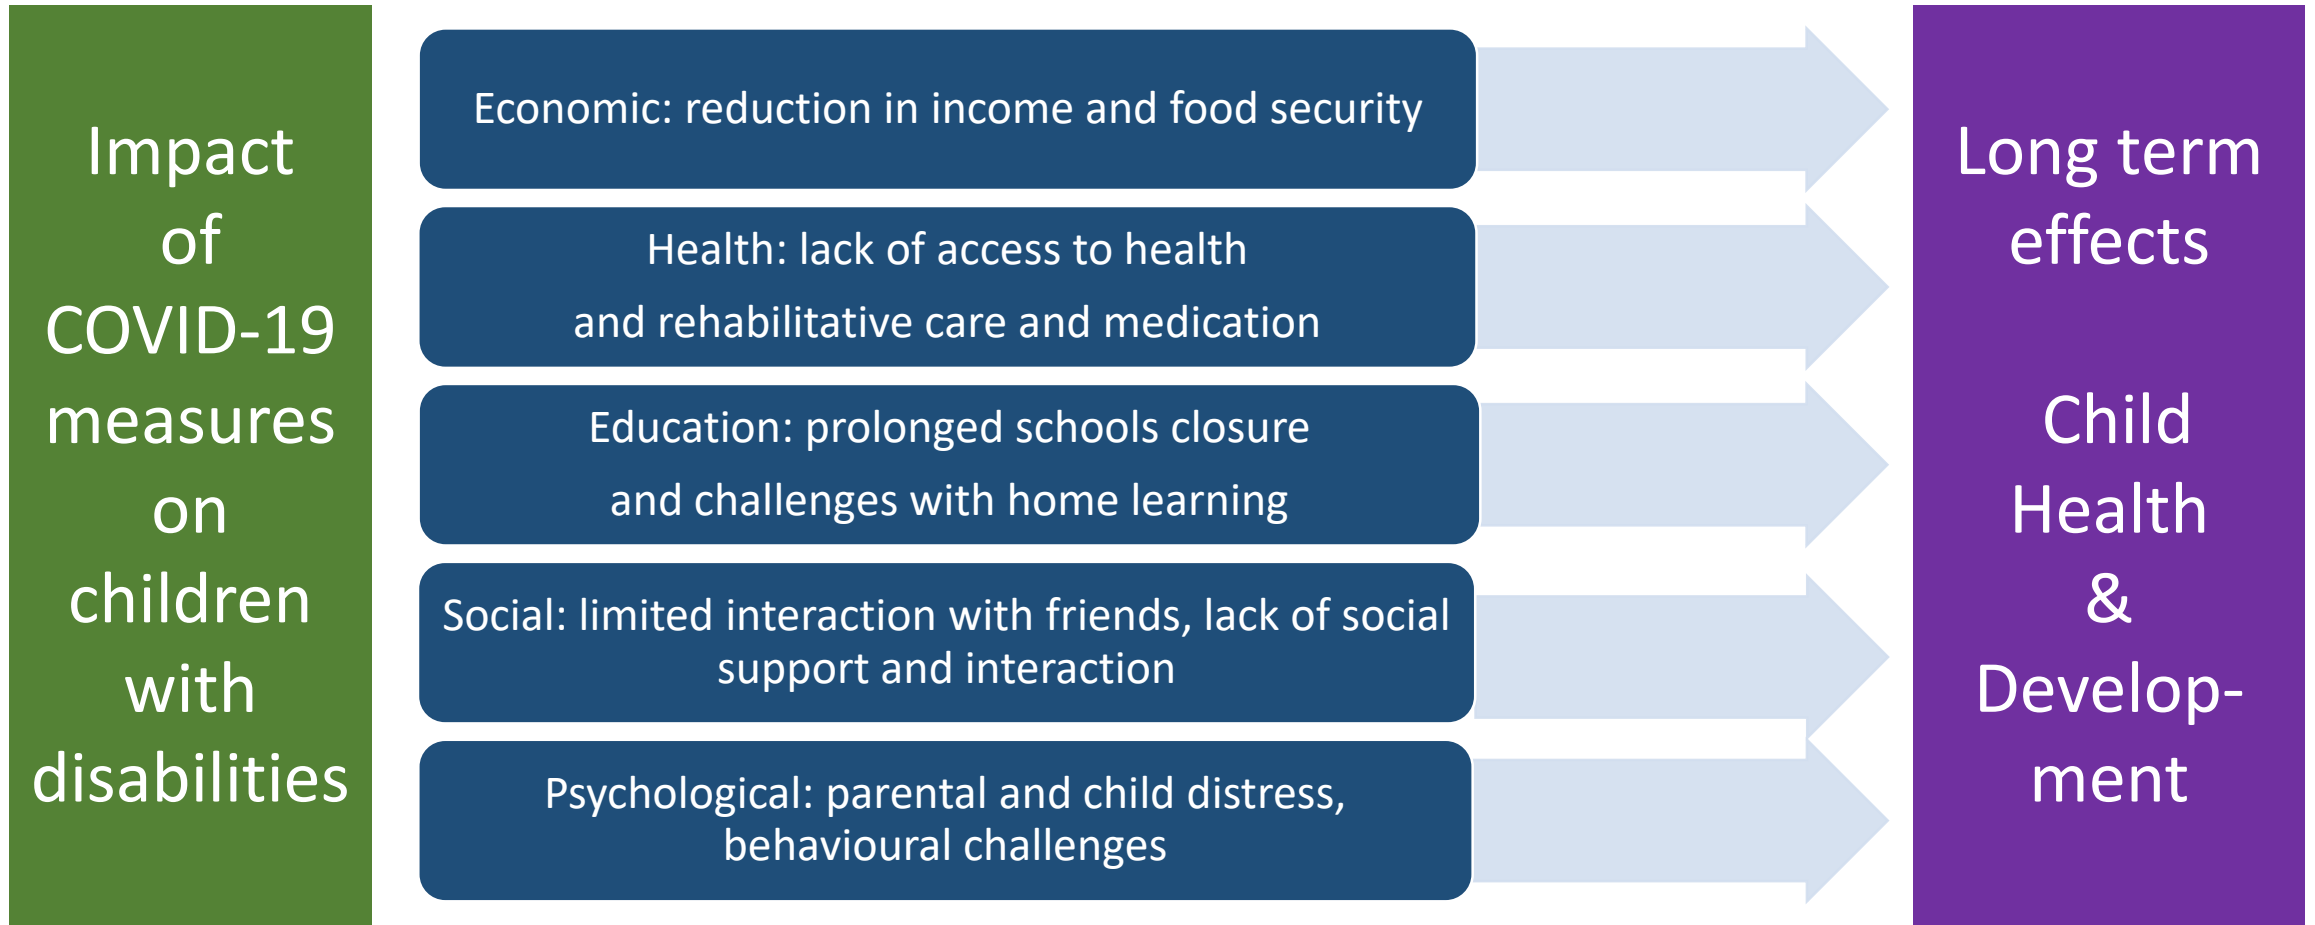 Impact
of
COVID-19
measures
on
children
with
disabilities
Economic: reduction in income and food security
Health: lack of access to health
and rehabilitative care and medication
Education: prolonged schools closure
and challenges with home learning
Social: limited interaction with friends, lack of social
support and interaction
Psychological: parental and child distress,
behavioural challenges
Long term
effects
Child
Health
&
Develop-
ment